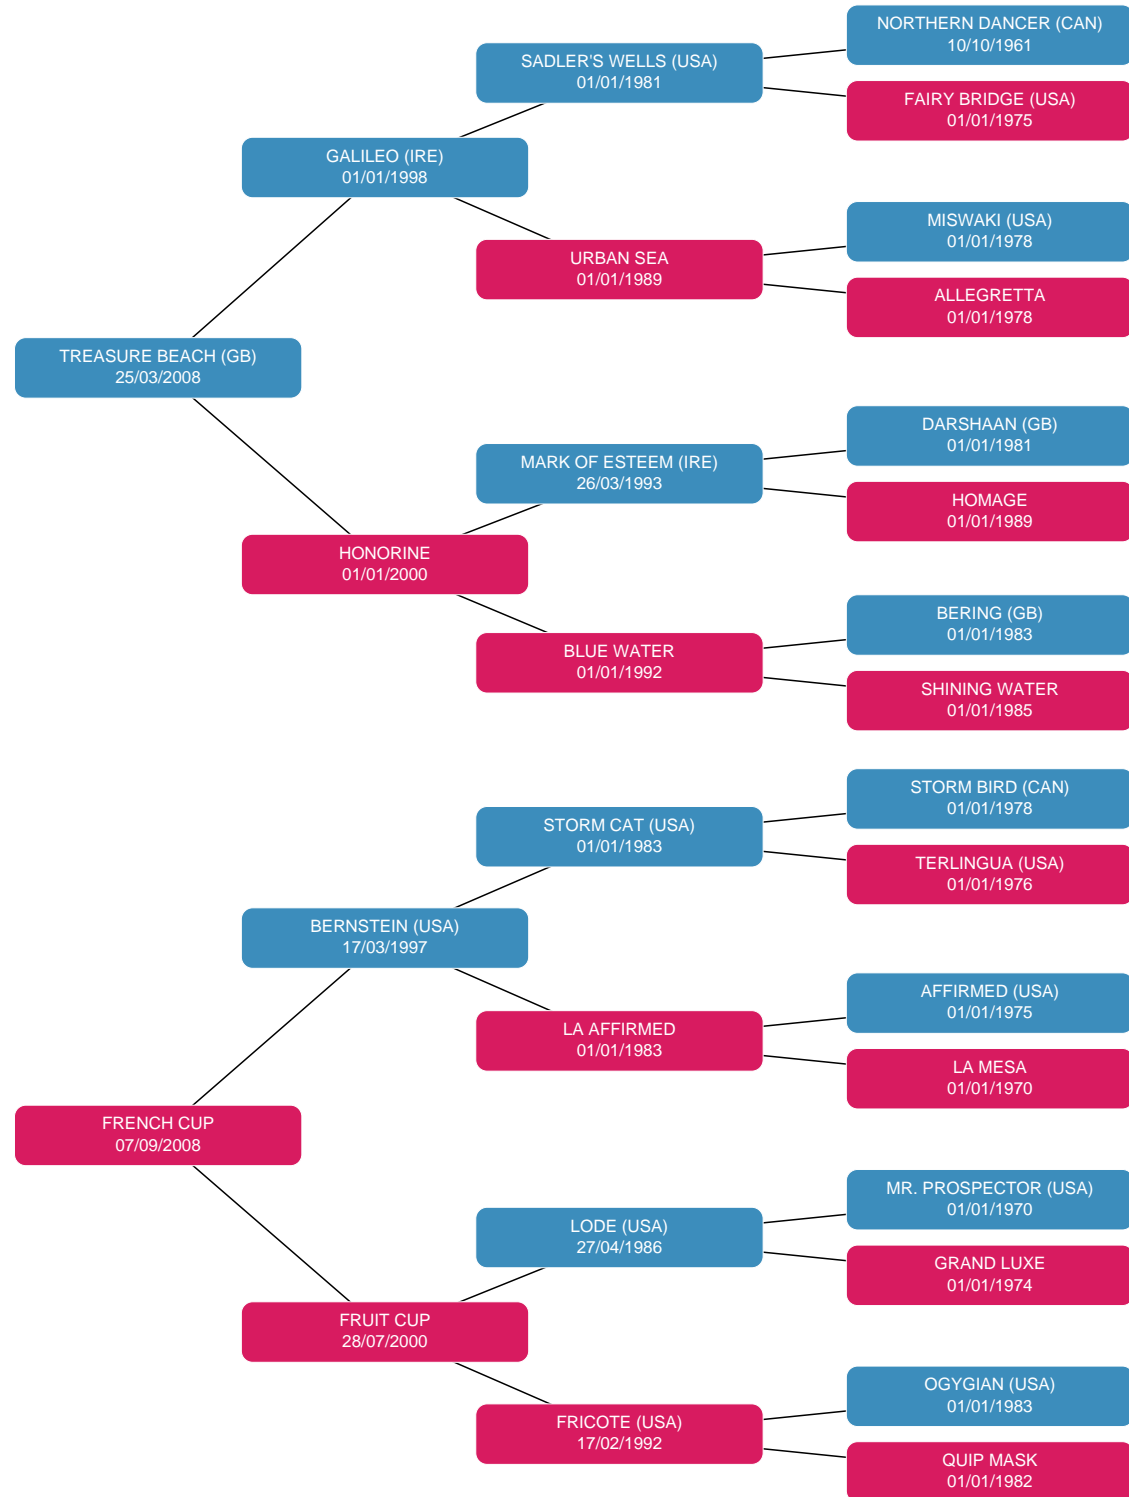 NORTHERN DANCER (CAN)
10/10/1961
SADLER'S WELLS (USA)
01/01/1981
FAIRY BRIDGE (USA)
01/01/1975
GALILEO (IRE)
01/01/1998
MISWAKI (USA)
01/01/1978
URBAN SEA
01/01/1989
ALLEGRETTA
01/01/1978
TREASURE BEACH (GB)
25/03/2008
DARSHAAN (GB)
01/01/1981
MARK OF ESTEEM (IRE)
26/03/1993
HOMAGE
01/01/1989
HONORINE
01/01/2000
BERING (GB)
01/01/1983
BLUE WATER
01/01/1992
SHINING WATER
01/01/1985
STORM BIRD (CAN)
01/01/1978
STORM CAT (USA)
01/01/1983
TERLINGUA (USA)
01/01/1976
BERNSTEIN (USA)
17/03/1997
AFFIRMED (USA)
01/01/1975
LA AFFIRMED
01/01/1983
LA MESA
01/01/1970
FRENCH CUP
07/09/2008
MR. PROSPECTOR (USA)
01/01/1970
LODE (USA)
27/04/1986
GRAND LUXE
01/01/1974
FRUIT CUP
28/07/2000
OGYGIAN (USA)
01/01/1983
FRICOTE (USA)
17/02/1992
QUIP MASK
01/01/1982